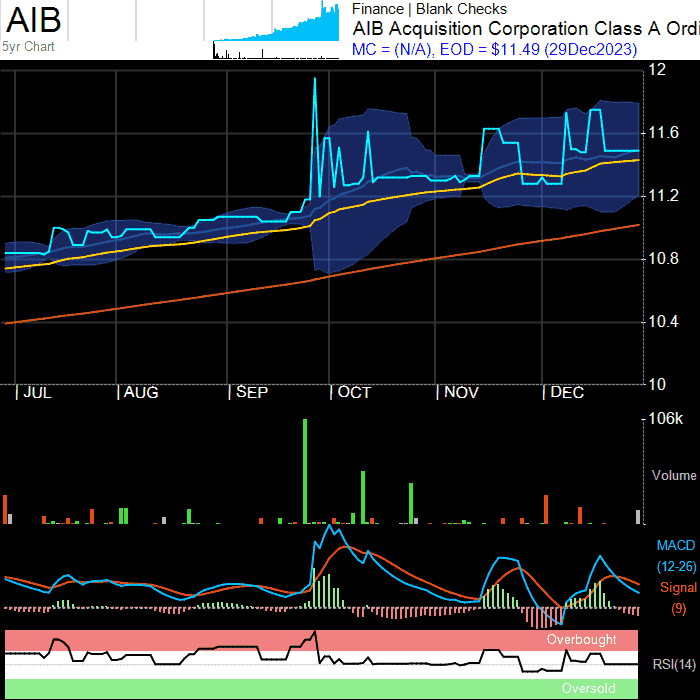 AIB
5yr Chart
Finance | Blank Checks
AIB Acquisition Corporation Class A Ordi
MC = (N/A), EOD = $11.49 (29Dec2023)
12
11.6
11.2
10.8
10.4
10
JUL
AUG
SEP
OCT
NOV
DEC
106k
Volume
MACD
(12-26)
Signal
(9)
Overbought
RSI(14)
Oversold